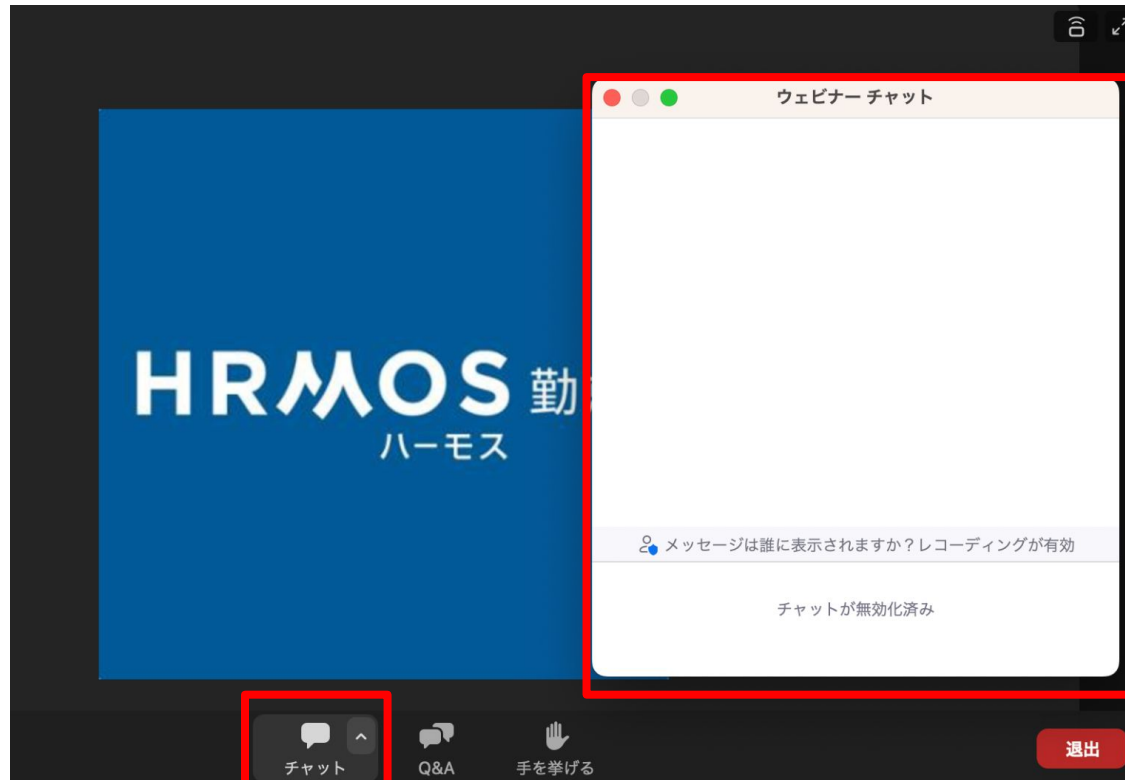 ウェビナー チャット
HRMOS 勤
ハーモス
メッセージは誰に表示されますか？レコーディングが有効
チャットが無効化済み
チャット
Q&A
手を挙げる
退出